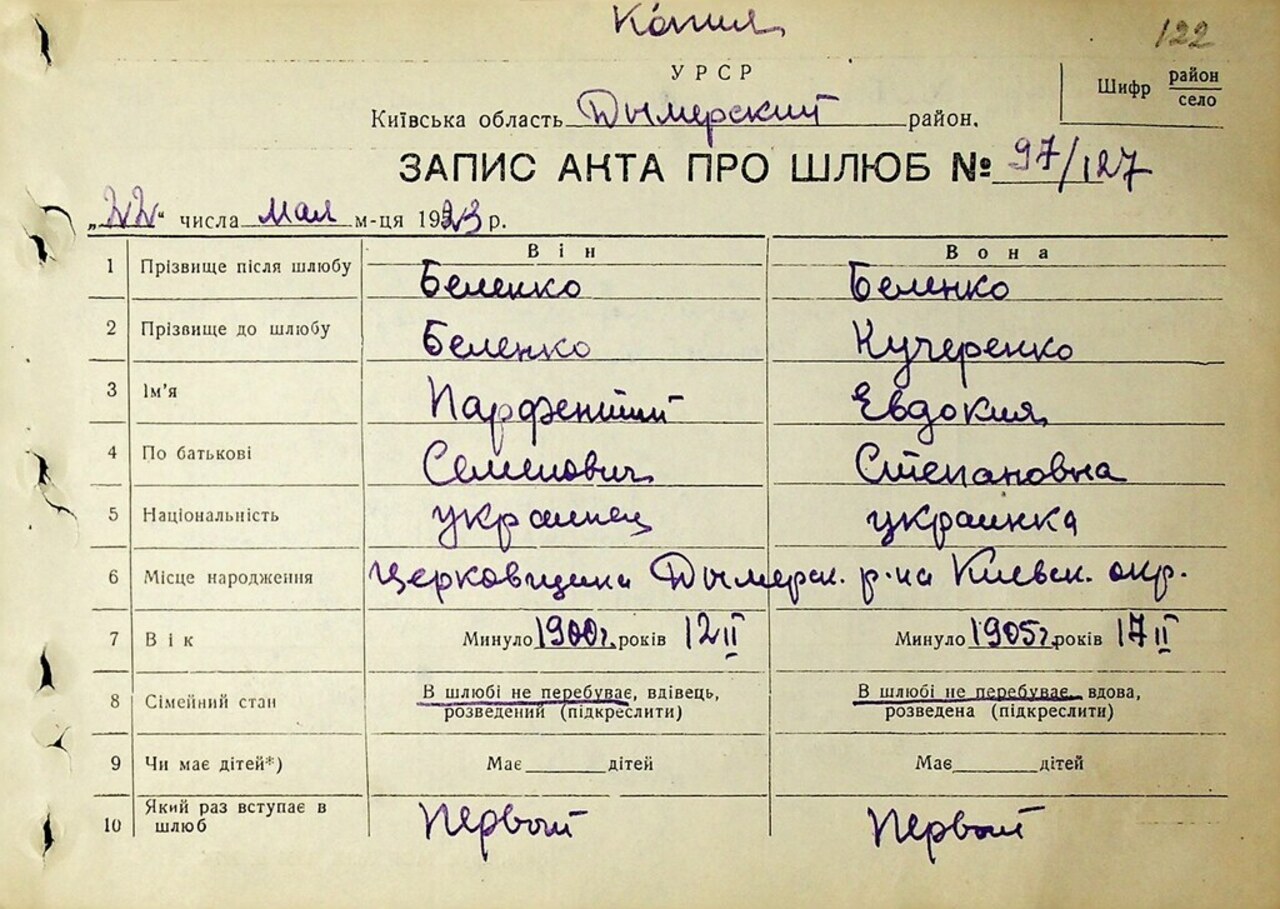 Копия
122
УРСР
Шифр район
село
Київська область Дымерский район.
ЗАПИС АКТА ПРО ШЛЮБ № 97/127
„22“ числа мая м-ця 1923 р.
Він Вона
1 Прізвище після шлюбу Беленко Беленко
2 Прізвище до шлюбу Беленко Кучеренко
3 Ім’я Парфентий Евдокия
4 По батькові Семенович Степановна
5 Національність украинец украинка
6 Місце народження Церковщина Дымерск. р-на Киевск. окр.
7 Вік Минуло 1900г. років 12 II Минуло 1905г. років 17 II
8 Сімейний стан В шлюбі не перебуває, вдівець, В шлюбі не перебуває, вдова,
розведений (підкреслити) розведена (підкреслити)
9 Чи має дітей*) Має дітей Має дітей
10 Який раз вступає в шлюб Первый Первый